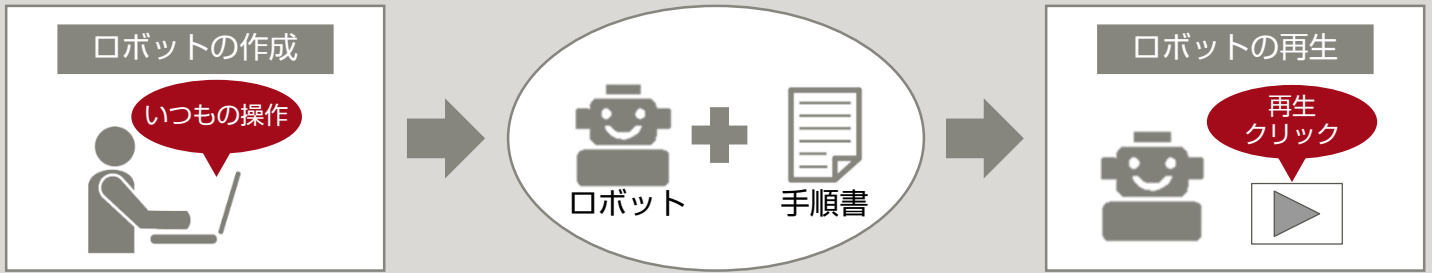 ロボットの作成
いつもの操作
ロボット
手順書
ロボットの再生
再生
クリック